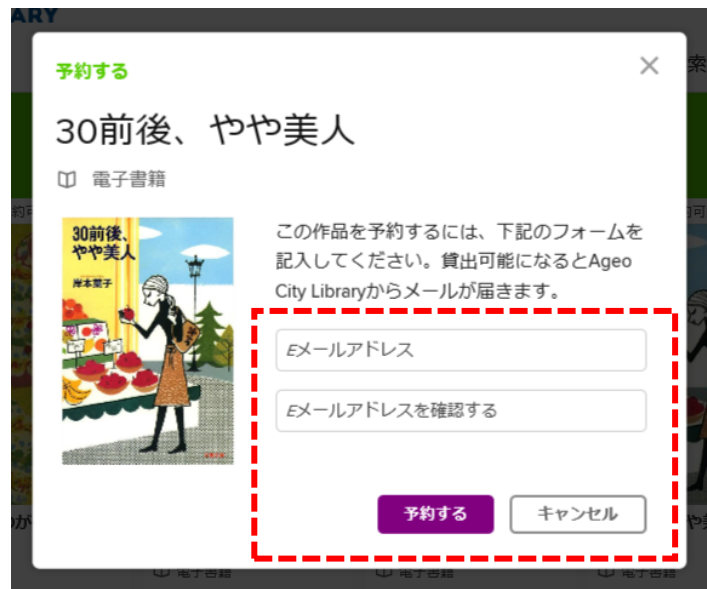 ARY
予約する
索
30前後、やや美人
電子書籍
30前後、
やや美人
岸本葉子
この作品を予約するには、下記のフォームを
記入してください。貸出可能になるとAgeo
City Libraryからメールが届きます。
Eメールアドレス
Eメールアドレスを確認する
予約する
キャンセル
電子書籍
電子書籍
電子書籍